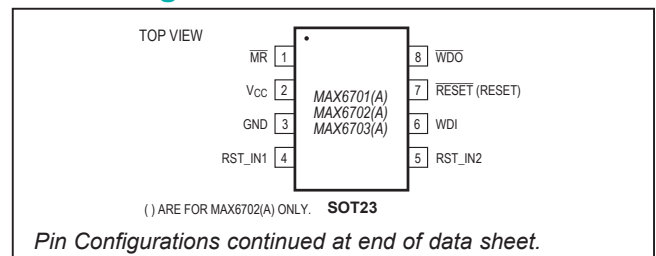 TOP VIEW
MR 1
8 WDO
VCC 2
7 RESET (RESET)
MAX6701(A)
MAX6702(A)
MAX6703(A)
GND 3
6 WDI
RST_IN1 4
5 RST_IN2
( ) ARE FOR MAX6702(A) ONLY. SOT23
Pin Configurations continued at end of data sheet.